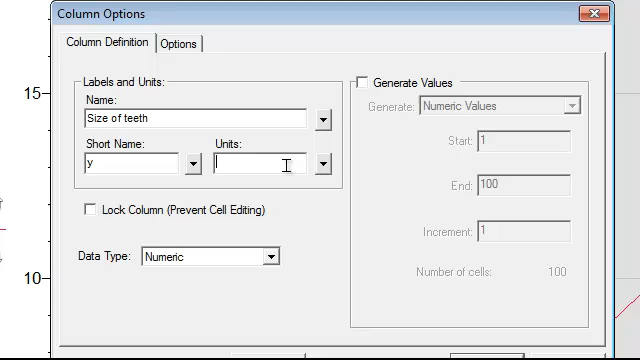 Column Options
Column Definition
Options
15
10
Labels and Units:
Name:
Size of teeth
Short Name:
Units:
y
Lock Column (Prevent Cell Editing)
Data Type:
Numeric
Generate Values
Generate:
Numeric Values
Start:
1
End:
100
Increment:
1
Number of cells:
100